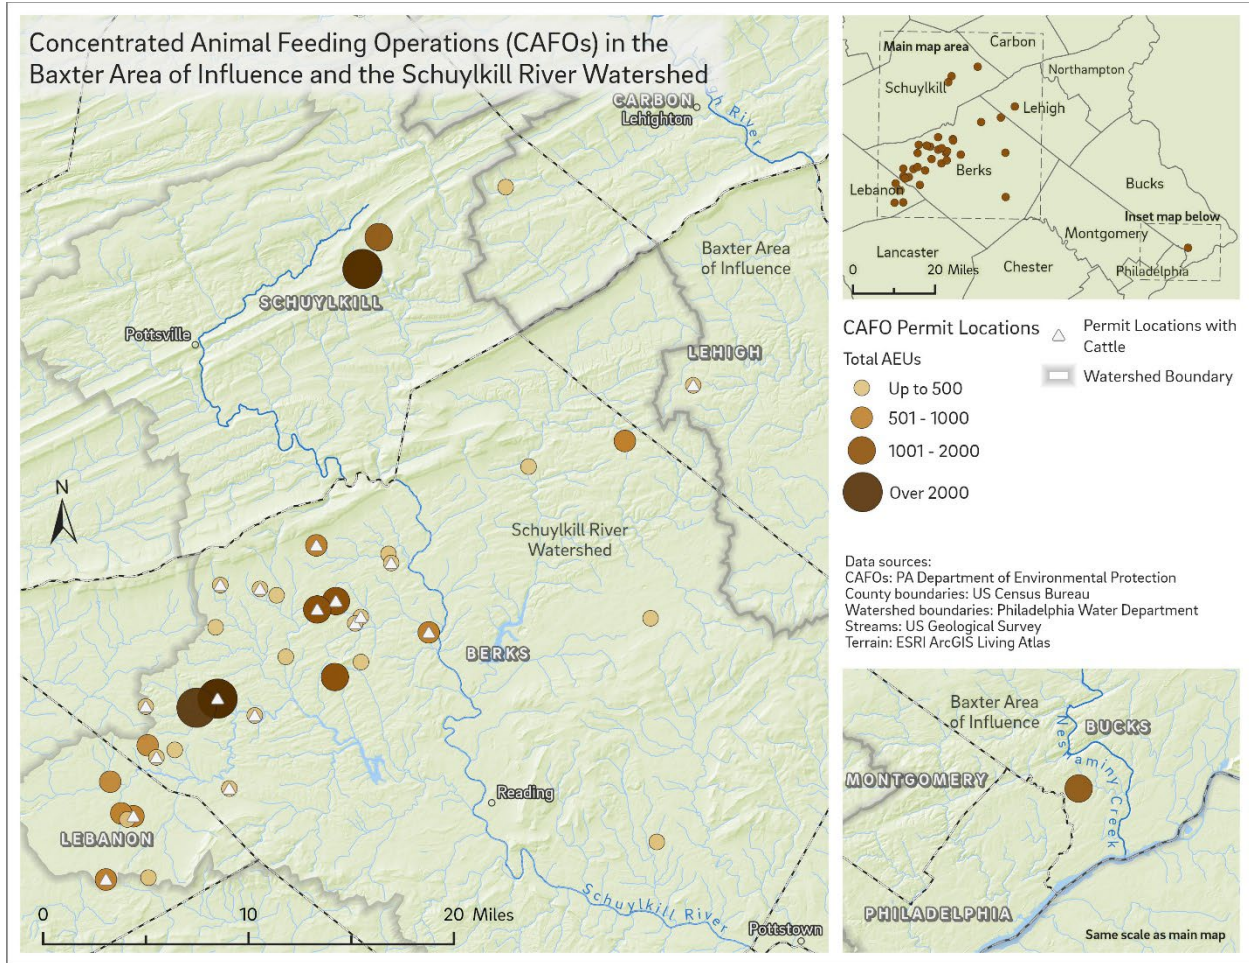 Concentrated Animal Feeding Operations (CAFOs) in the
Baxter Area of Influence and the Schuylkill River Watershed
CARBON
Lehighton
gh River
Baxter Area
of Influence
SCHUYLKILL
Pottsville
LEHIGH
N
Schuylkill River
Watershed
BERKS
Reading
LEBANON
Schuylkill River
Pottstown
0 10 20 Miles
Main map area
Carbon
Northampton
Schuylkill
Lehigh
Berks
Lebanon
Bucks
Inset map below
Montgomery
Lancaster
Chester
Philadelphia
0 20 Miles
CAFO Permit Locations
Total AEUs
Up to 500
501 - 1000
1001 - 2000
Over 2000
Permit Locations with
Cattle
Watershed Boundary
Data sources:
CAFOs: PA Department of Environmental Protection
County boundaries: US Census Bureau
Watershed boundaries: Philadelphia Water Department
Streams: US Geological Survey
Terrain: ESRI ArcGIS Living Atlas
Baxter Area
of Influence
BUCKS
Neshaminy Creek
MONTGOMERY
PHILADELPHIA
Same scale as main map